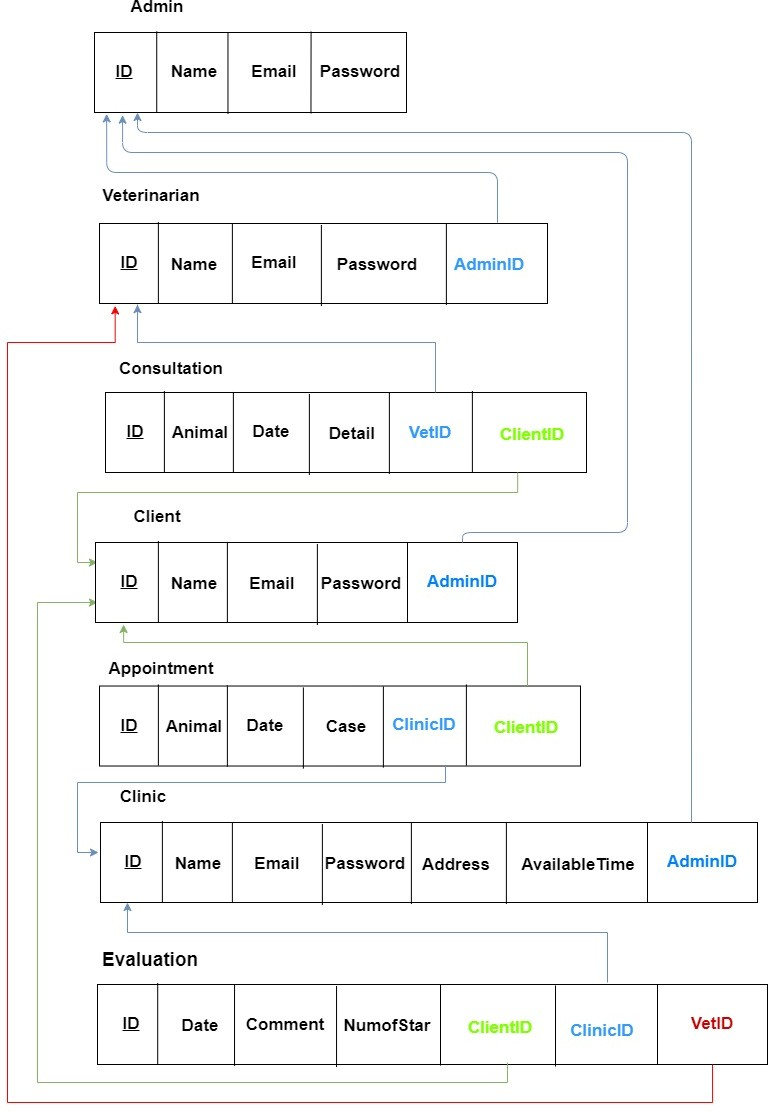 Admin
ID Name Email Password
Veterinarian
ID Name Email Password AdminID
Consultation
ID Animal Date Detail VetID ClientID
Client
ID Name Email Password AdminID
Appointment
ID Animal Date Case ClinicID ClientID
Clinic
ID Name Email Password Address AvailableTime AdminID
Evaluation
ID Date Comment NumofStar ClientID ClinicID VetID